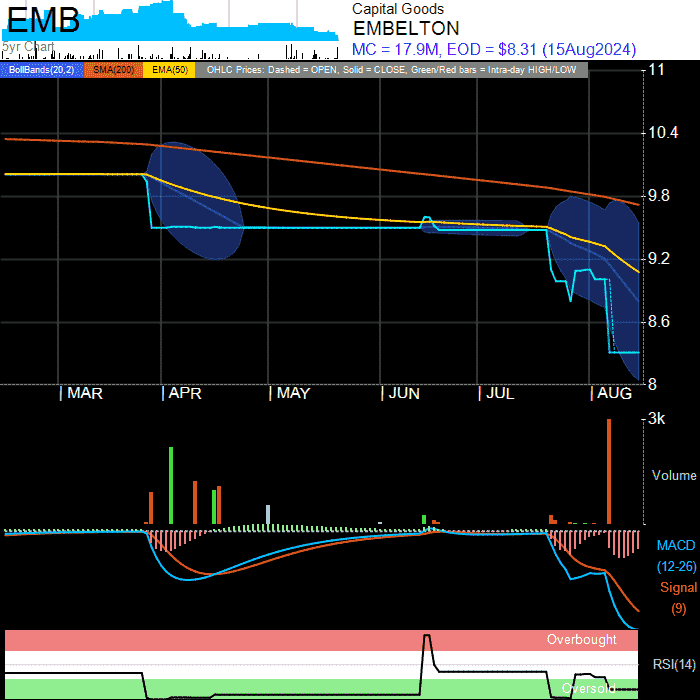 EMB
5yr Chart
Capital Goods
EMBELTON
MC = 17.9M, EOD = $8.31 (15Aug2024)
BollBands(20,2) SMA(200) EMA(50) OHLC Prices: Dashed = OPEN, Solid = CLOSE, Green/Red bars = Intra-day HIGH/LOW
11
10.4
9.8
9.2
8.6
8
MAR APR MAY JUN JUL AUG
3k
Volume
MACD
(12-26)
Signal
(9)
Overbought
RSI(14)
Oversold